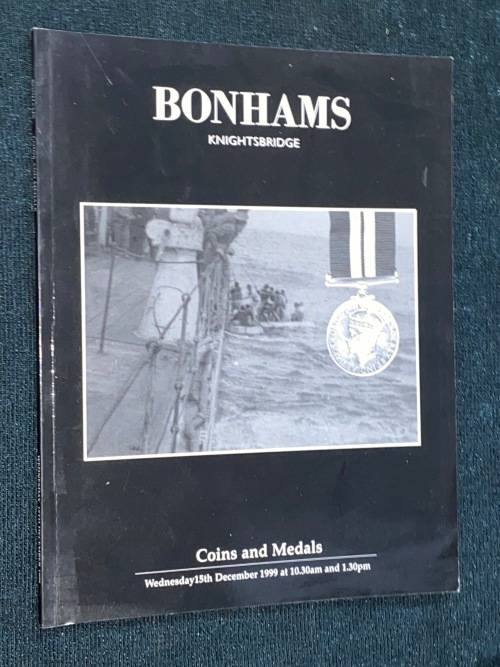 BONHAMS
KNIGHTSBRIDGE
Coins and Medals
Wednesday15th December 1999 at 10.30am and 1.30pm